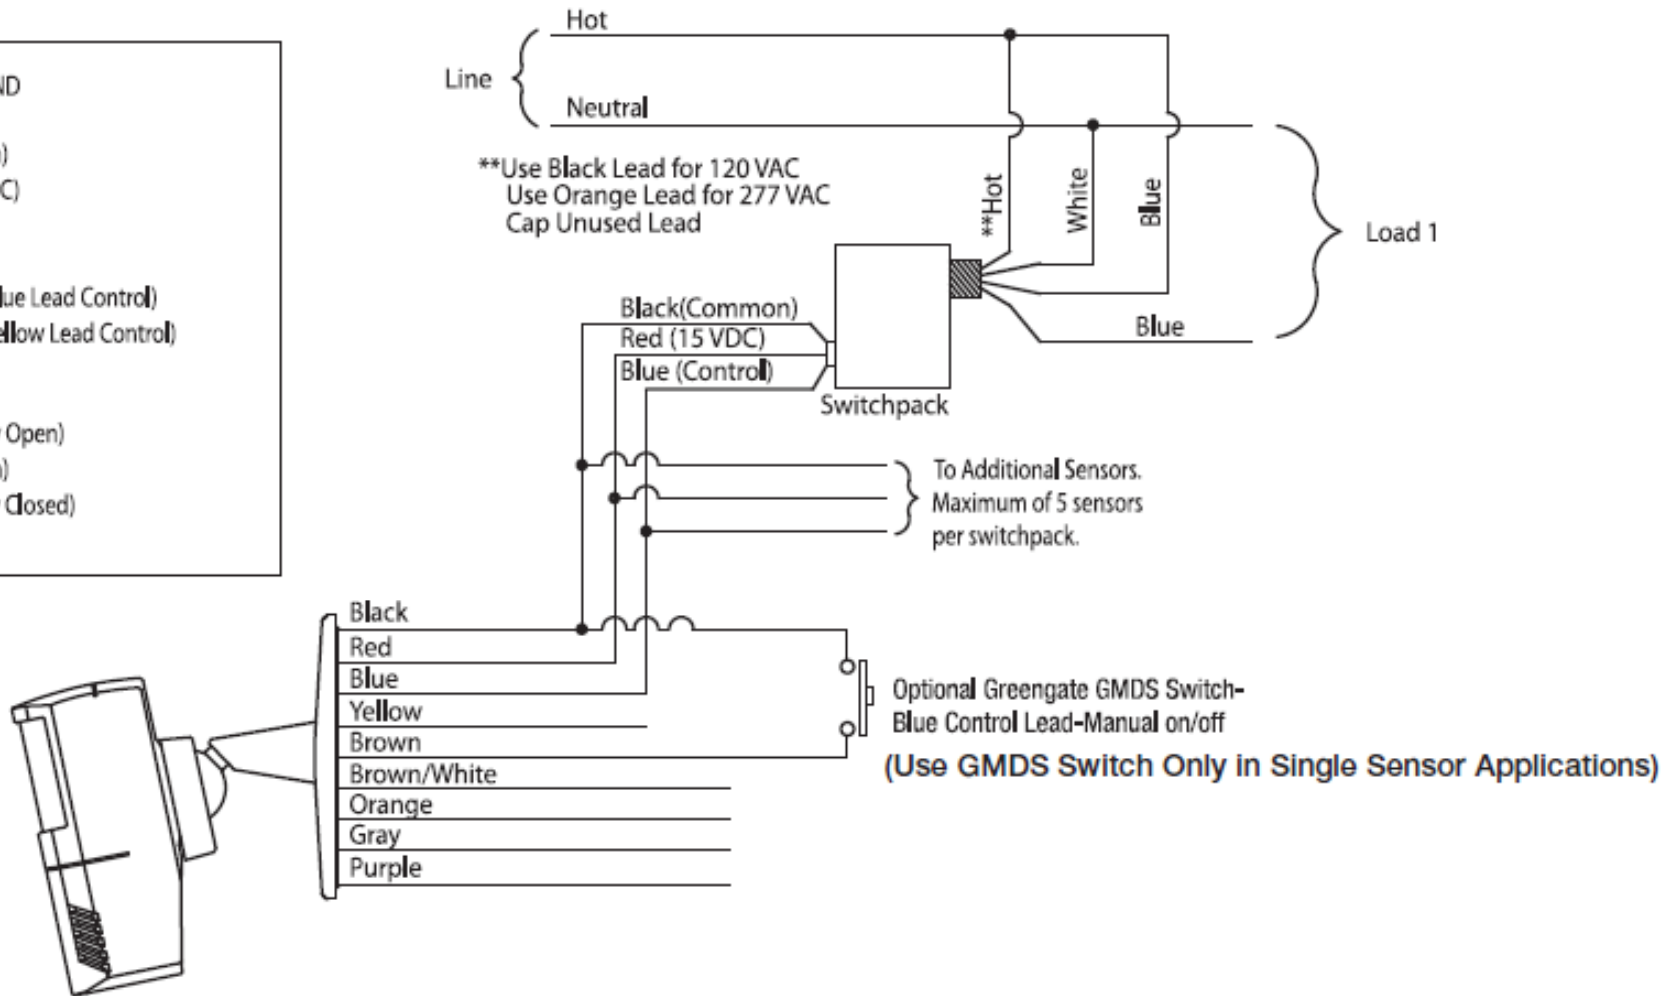 Hot
Line
Neutral
**Use Black Lead for 120 VAC
Use Orange Lead for 277 VAC
Cap Unused Lead
**Hot
White
Blue
Load 1
Black(Common)
Red (15 VDC)
Blue (Control)
Blue
Switchpack
Lead Control)
Lead Control)
Open)
Closed)
To Additional Sensors.
Maximum of 5 sensors
per switchpack.
Black
Red
Blue
Yellow
Brown
Brown/White
Orange
Gray
Purple
Optional Greengate GMDS Switch-
Blue Control Lead-Manual on/off
(Use GMDS Switch Only in Single Sensor Applications)